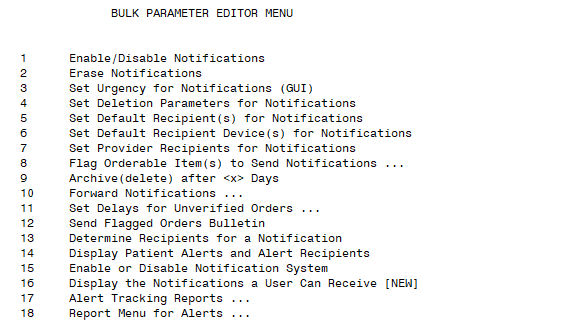 BULK PARAMETER EDITOR MENU
1 Enable/Disable Notifications
2 Erase Notifications
3 Set Urgency for Notifications (GUI)
4 Set Deletion Parameters for Notifications
5 Set Default Recipient(s) for Notifications
6 Set Default Recipient Device(s) for Notifications
7 Set Provider Recipients for Notifications
8 Flag Orderable Item(s) to Send Notifications ...
9 Archive(delete) after <x> Days
10 Forward Notifications ...
11 Set Delays for Unverified Orders ...
12 Send Flagged Orders Bulletin
13 Determine Recipients for a Notification
14 Display Patient Alerts and Alert Recipients
15 Enable or Disable Notification System
16 Display the Notifications a User Can Receive [NEW]
17 Alert Tracking Reports ...
18 Report Menu for Alerts ...